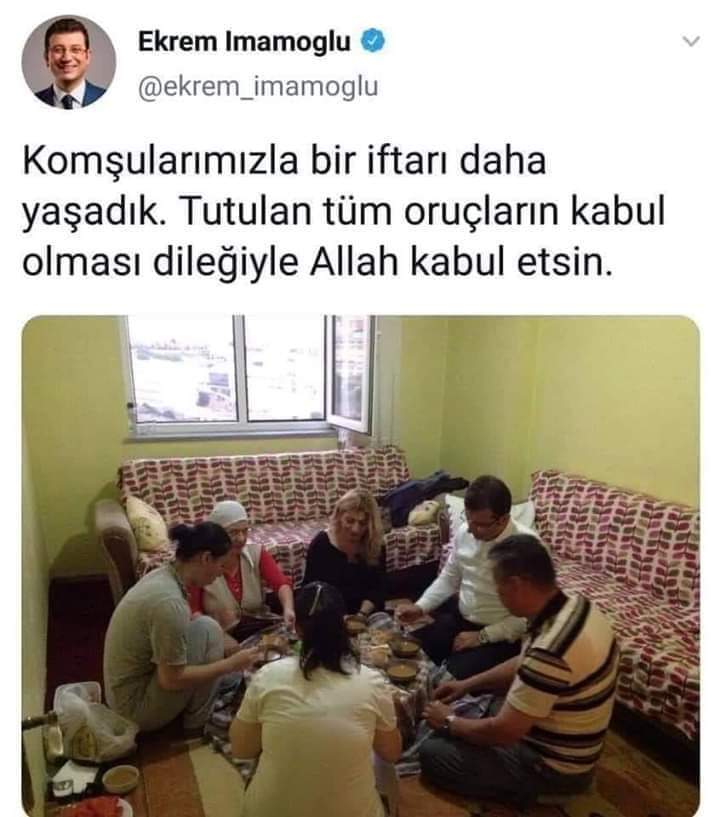 Ekrem Imamoglu
@ekrem_imamoglu
Komşularımızla bir iftarı daha
yaşadık. Tutulan tüm oruçların kabul
olması dileğiyle Allah kabul etsin.